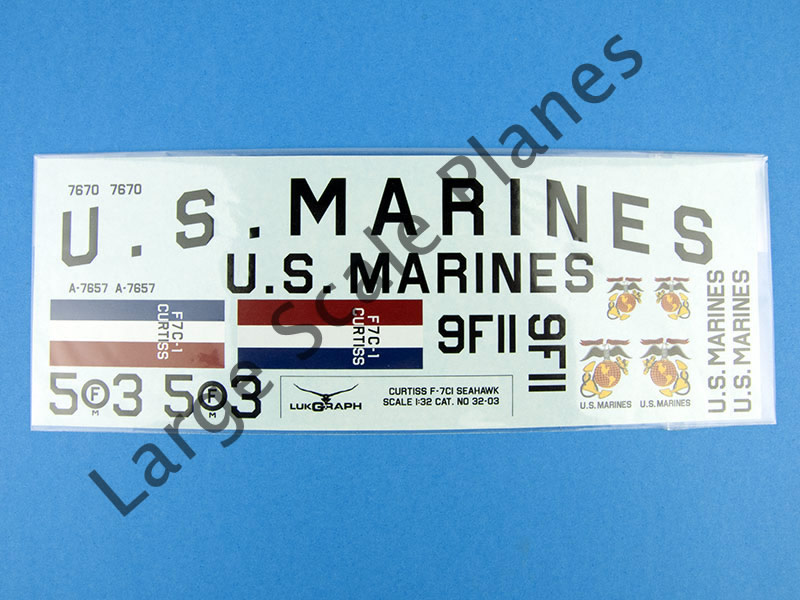 7670 7670
U.S. MARINES
U.S. MARINES
A-7657 A-7657
F7C-1
CURTISS
F7C-1
CURTISS
9F11
9F11
5 F M 3
5 F M 3
LUKGRAPH
CURTISS F-7C1 SEAHAWK
SCALE 1:32 CAT. NO 32-03
U.S. MARINES
U.S. MARINES
U.S. MARINES
U.S. MARINES
Large Scale Planes